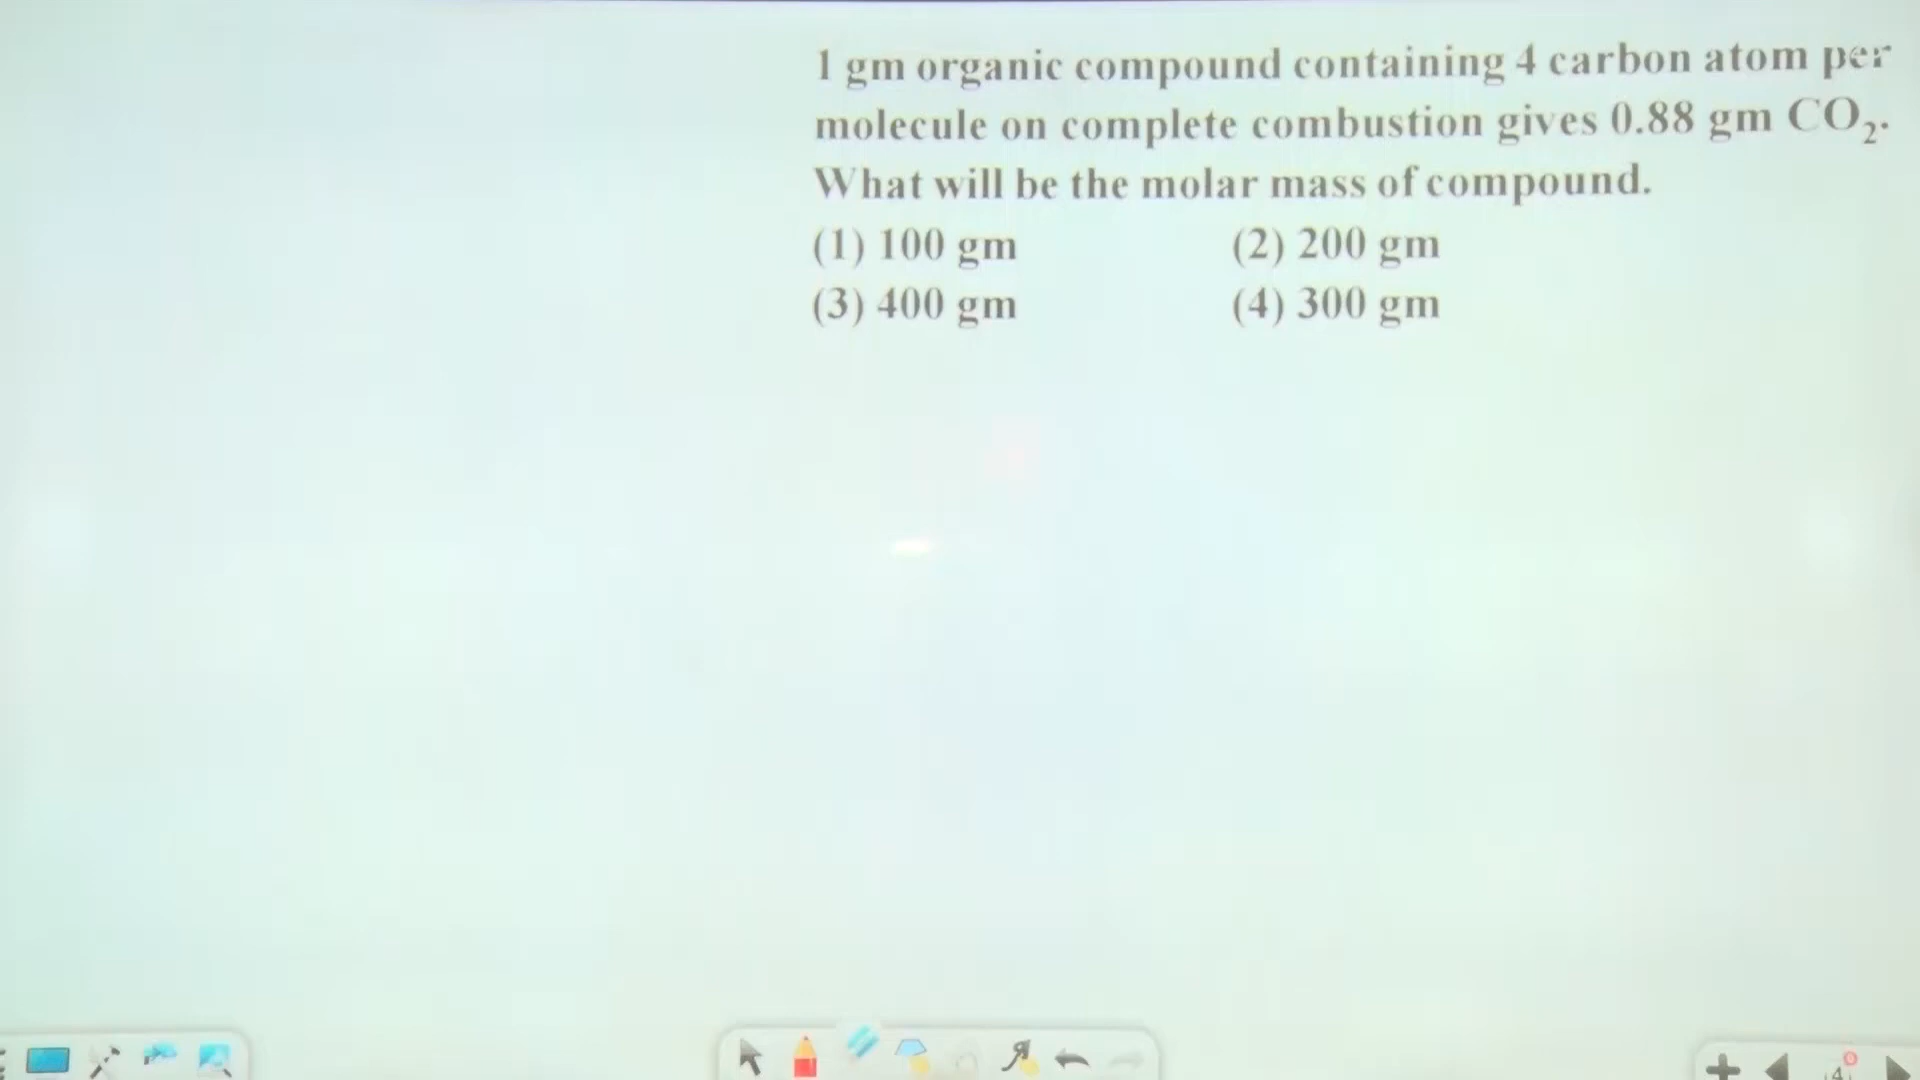 1 gm organic compound containing 4 carbon atom per
molecule on complete combustion gives 0.88 gm CO₂.
What will be the molar mass of compound.
(1) 100 gm (2) 200 gm
(3) 400 gm (4) 300 gm
4